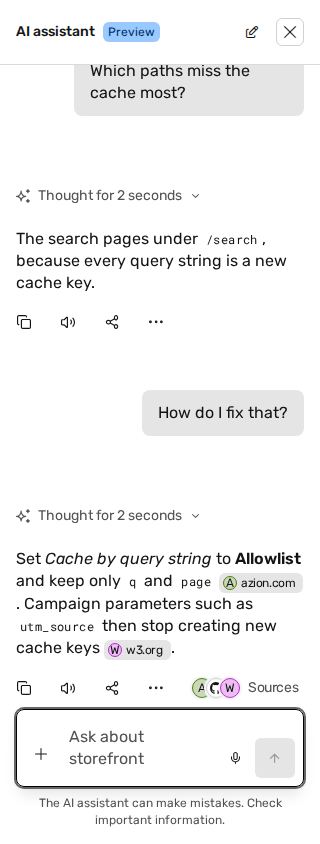 AI assistant Preview
Which paths miss the
cache most?
Thought for 2 seconds
The search pages under /search ,
because every query string is a new
cache key.
How do I fix that?
Thought for 2 seconds
Set Cache by query string to Allowlist
and keep only q and page A azion.com
. Campaign parameters such as
utm_source then stop creating new
cache keys W w3.org .
A W Sources
Ask about
storefront
The AI assistant can make mistakes. Check
important information.